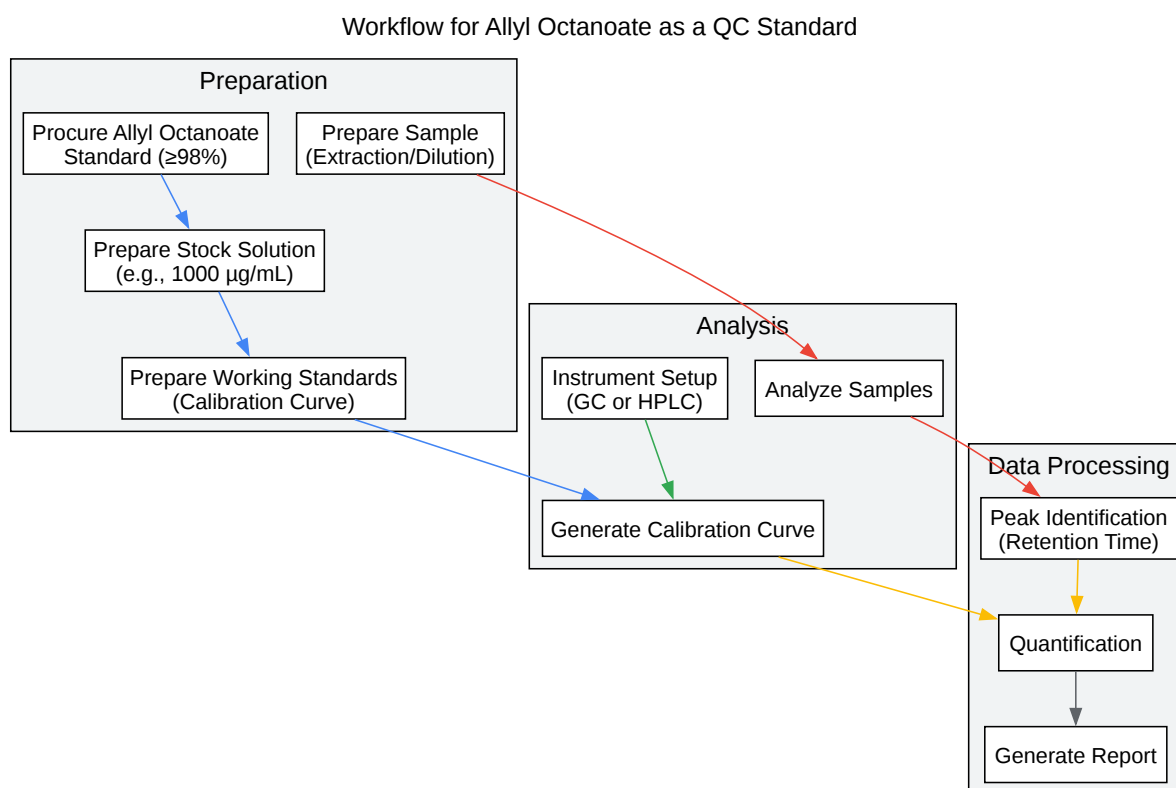 Workflow for Allyl Octanoate as a QC Standard
Preparation
Procure Allyl Octanoate
Standard (≥98%)
Prepare Sample
(Extraction/Dilution)
Prepare Stock Solution
(e.g., 1000 µg/mL)
Prepare Working Standards
(Calibration Curve)
Analysis
Instrument Setup
(GC or HPLC)
Analyze Samples
Generate Calibration Curve
Data Processing
Peak Identification
(Retention Time)
Quantification
Generate Report